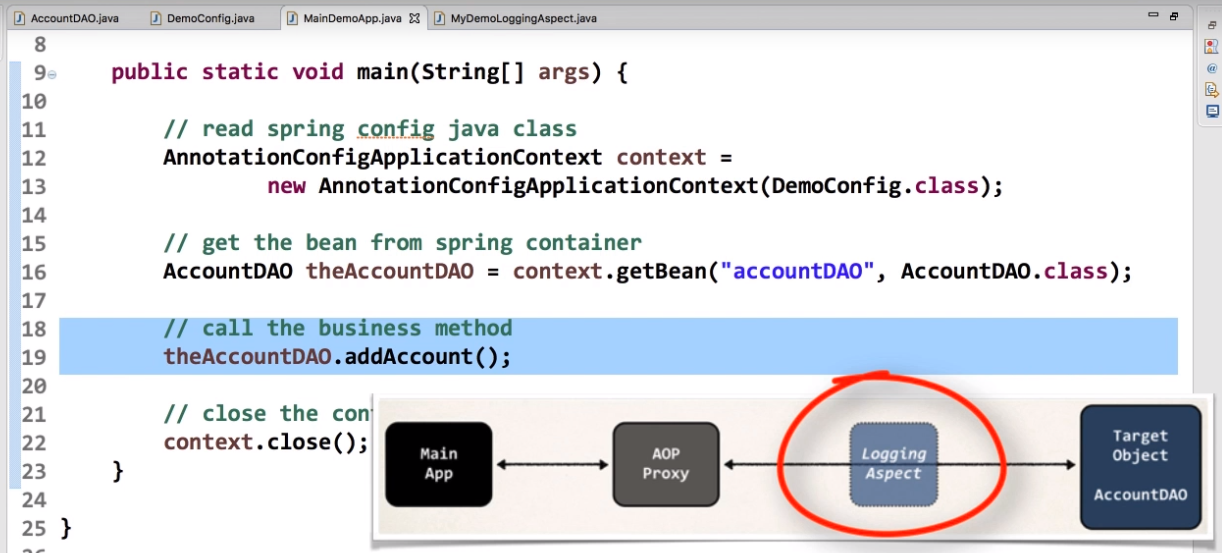 AccountDAO.java DemoConfig.java MainDemoApp.java MyDemoLoggingAspect.java
8
9 public static void main(String[] args) {
10
11 // read spring config java class
12 AnnotationConfigApplicationContext context =
13 new AnnotationConfigApplicationContext(DemoConfig.class);
14
15 // get the bean from spring container
16 AccountDAO theAccountDAO = context.getBean("accountDAO", AccountDAO.class);
17
18 // call the business method
19 theAccountDAO.addAccount();
20
21 // close the con
22 context.close();
23 }
24
25 }
Main
App
AOP
Proxy
Logging
Aspect
Target
Object
AccountDAO